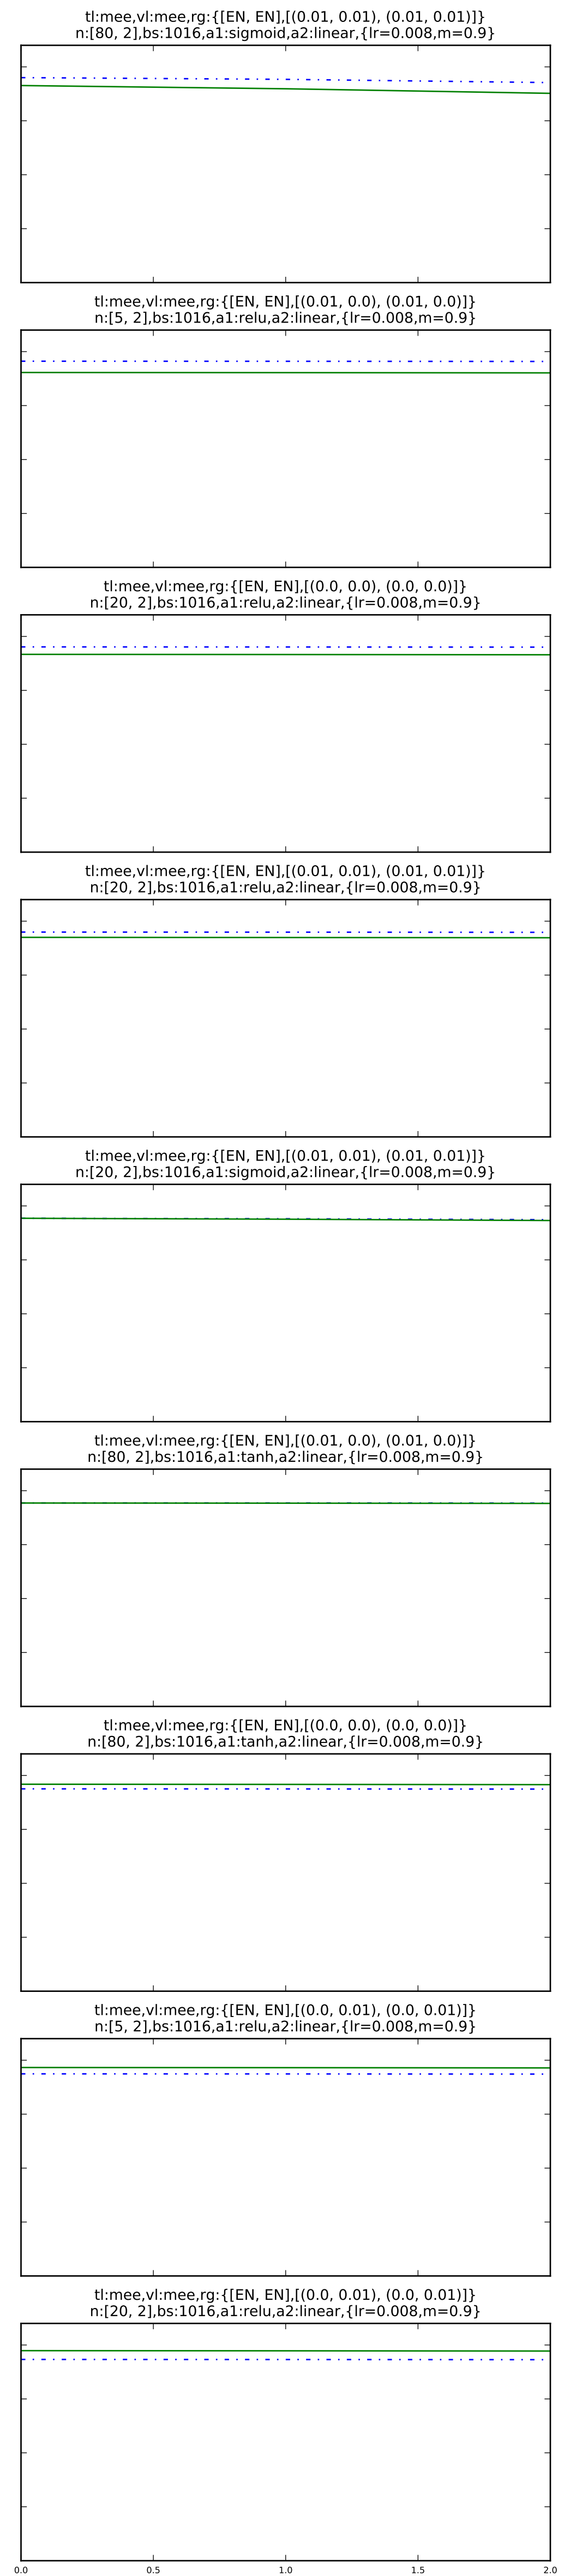 tl:mee,vl:mee,rg:{[EN, EN],[(0.01, 0.01), (0.01, 0.01)]}
n:[80, 2],bs:1016,a1:sigmoid,a2:linear,{lr=0.008,m=0.9}
tl:mee,vl:mee,rg:{[EN, EN],[(0.01, 0.0), (0.01, 0.0)]}
n:[5, 2],bs:1016,a1:relu,a2:linear,{lr=0.008,m=0.9}
tl:mee,vl:mee,rg:{[EN, EN],[(0.0, 0.0), (0.0, 0.0)]}
n:[20, 2],bs:1016,a1:relu,a2:linear,{lr=0.008,m=0.9}
tl:mee,vl:mee,rg:{[EN, EN],[(0.01, 0.01), (0.01, 0.01)]}
n:[20, 2],bs:1016,a1:relu,a2:linear,{lr=0.008,m=0.9}
tl:mee,vl:mee,rg:{[EN, EN],[(0.01, 0.01), (0.01, 0.01)]}
n:[20, 2],bs:1016,a1:sigmoid,a2:linear,{lr=0.008,m=0.9}
tl:mee,vl:mee,rg:{[EN, EN],[(0.01, 0.0), (0.01, 0.0)]}
n:[80, 2],bs:1016,a1:tanh,a2:linear,{lr=0.008,m=0.9}
tl:mee,vl:mee,rg:{[EN, EN],[(0.0, 0.0), (0.0, 0.0)]}
n:[80, 2],bs:1016,a1:tanh,a2:linear,{lr=0.008,m=0.9}
tl:mee,vl:mee,rg:{[EN, EN],[(0.0, 0.01), (0.0, 0.01)]}
n:[5, 2],bs:1016,a1:relu,a2:linear,{lr=0.008,m=0.9}
tl:mee,vl:mee,rg:{[EN, EN],[(0.0, 0.01), (0.0, 0.01)]}
n:[20, 2],bs:1016,a1:relu,a2:linear,{lr=0.008,m=0.9}
0.0 0.5 1.0 1.5 2.0